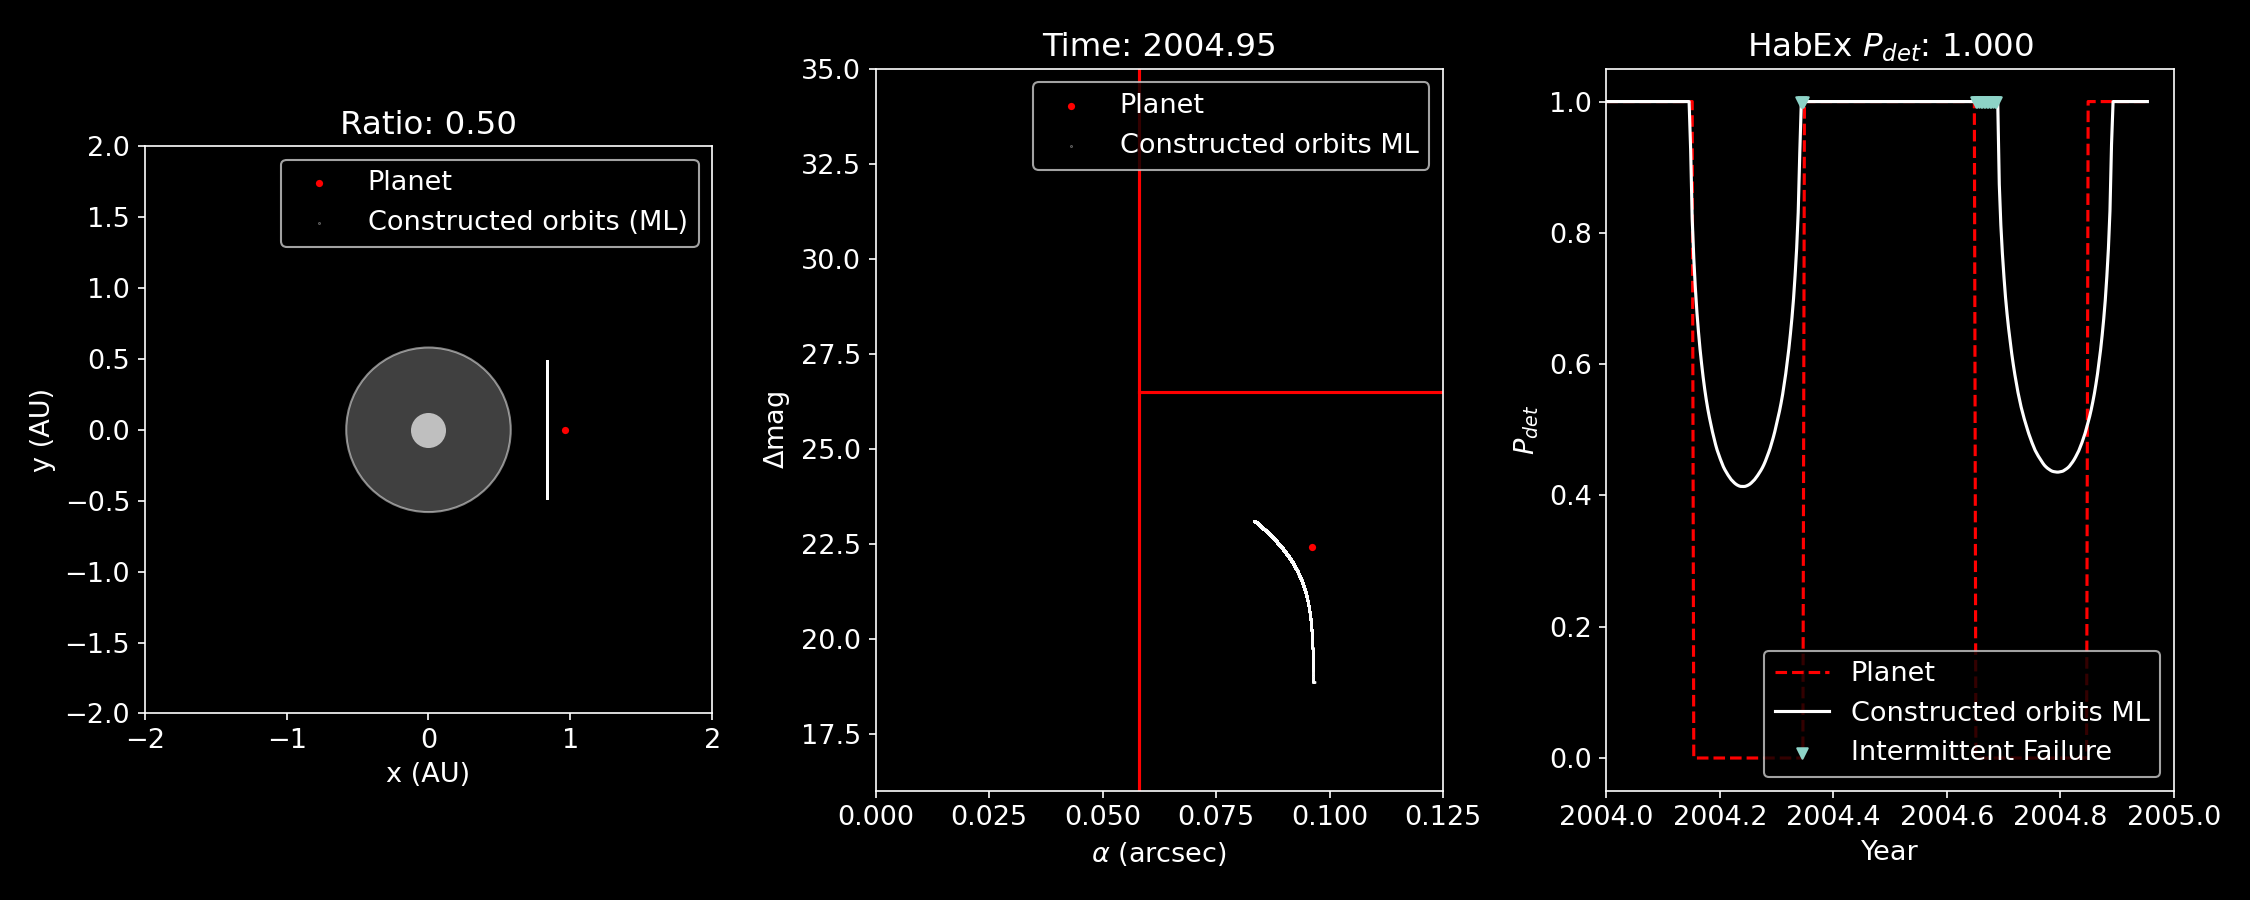 Ratio: 0.50
Planet
Constructed orbits (ML)
2.0
1.5
1.0
0.5
0.0
−0.5
−1.0
−1.5
−2.0
y (AU)
−2
−1
0
1
2
x (AU)
Time: 2004.95
Planet
Constructed orbits ML
35.0
32.5
30.0
27.5
25.0
22.5
20.0
17.5
Δmag
0.000
0.025
0.050
0.075
0.100
0.125
α (arcsec)
HabEx P_det: 1.000
1.0
0.8
0.6
0.4
0.2
0.0
P_det
Planet
Constructed orbits ML
Intermittent Failure
2004.0
2004.2
2004.4
2004.6
2004.8
2005.0
Year